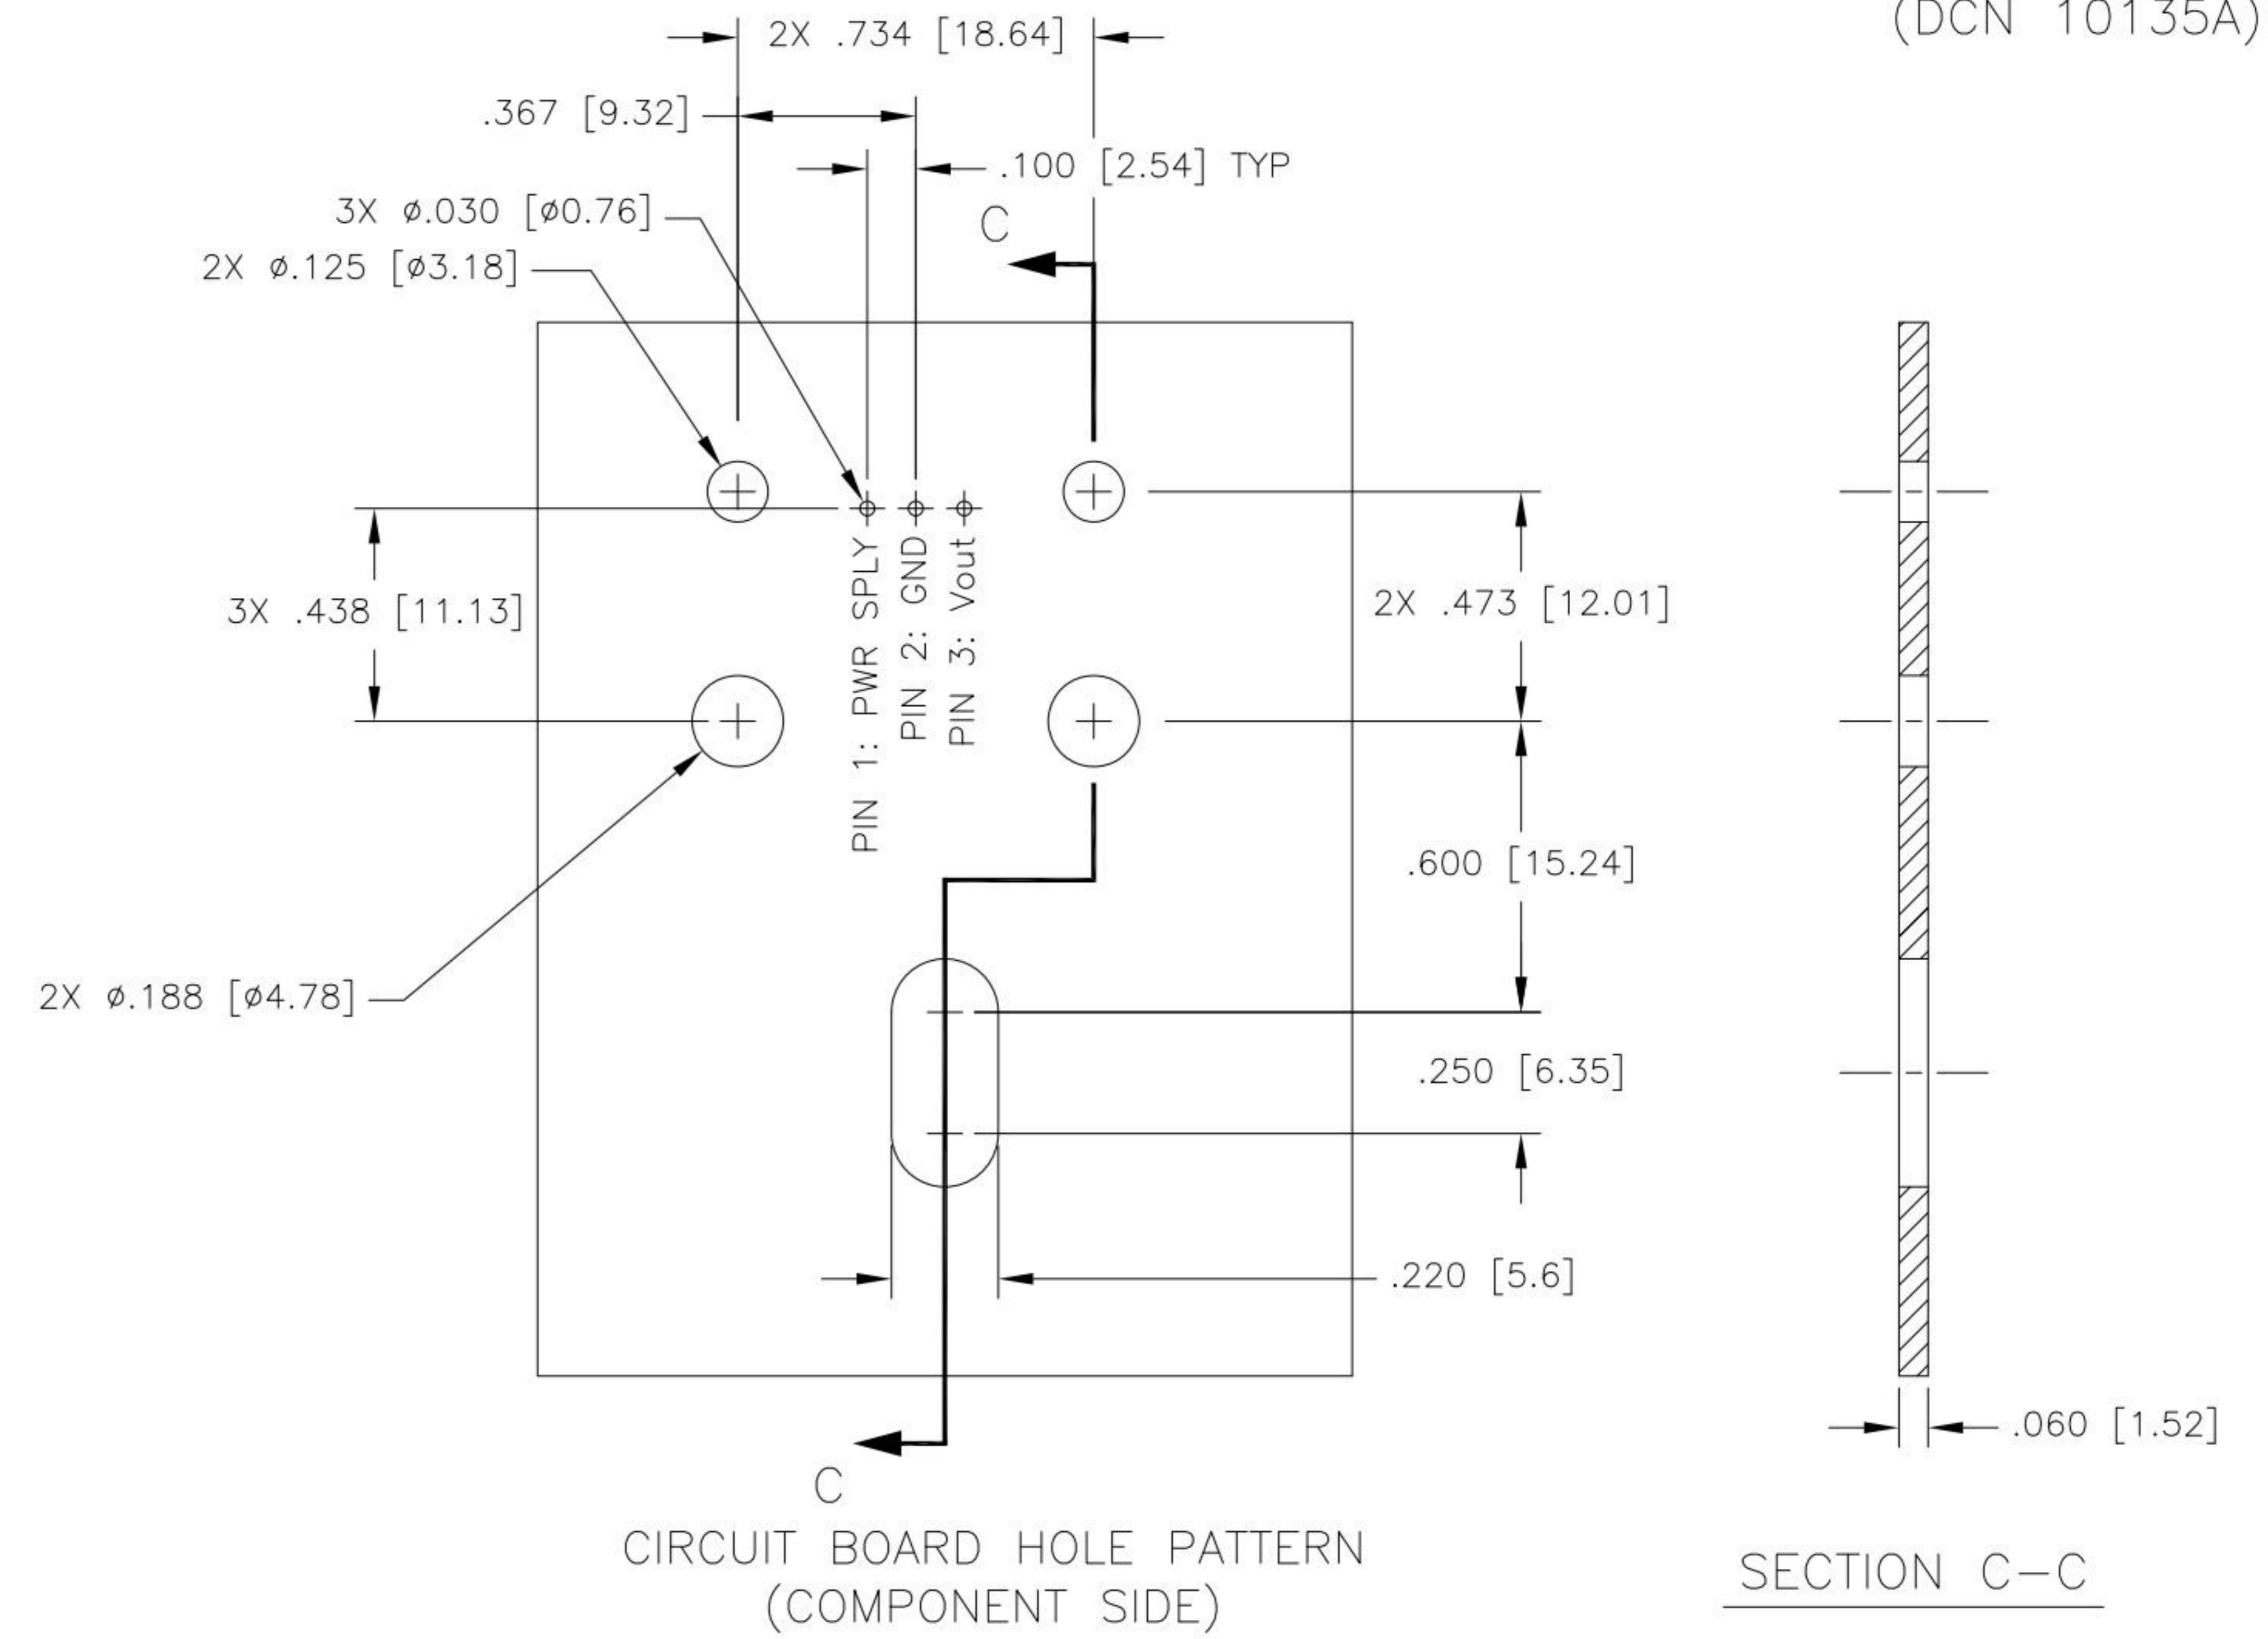 (DCN 10135A)
2X .734 [18.64]
.367 [9.32]
.100 [2.54] TYP
3X ø.030 [ø0.76]
C
2X ø.125 [ø3.18]
PIN 1: PWR SPLY
PIN 2: GND
PIN 3: Vout
3X .438 [11.13]
2X .473 [12.01]
.600 [15.24]
2X ø.188 [ø4.78]
.250 [6.35]
.220 [5.6]
.060 [1.52]
C
CIRCUIT BOARD HOLE PATTERN
(COMPONENT SIDE)
SECTION C-C